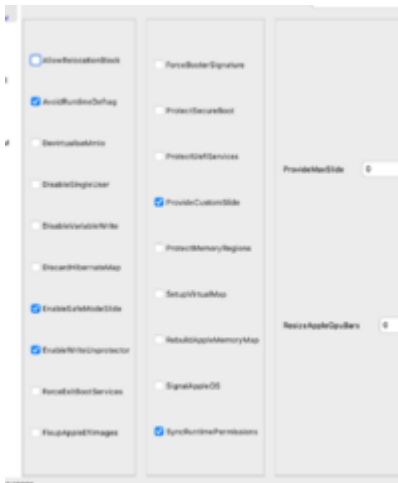 AllowRelocationBlock
AvoidRuntimeDefrag
DevirtualiseMmio
DisableSingleUser
DisableVariableWrite
DiscardHibernateMap
EnableSafeModeSlide
EnableWriteUnprotector
ForceExitBootServices
FixupAppleEfiImages
ForceBooterSignature
ProtectSecureBoot
ProtectUefiServices
ProvideCustomSlide
ProtectMemoryRegions
SetupVirtualMap
RebuildAppleMemoryMap
SignalAppleOS
SyncRuntimePermissions
ProvideMaxSlide 0
ResizeAppleGpuBars 0